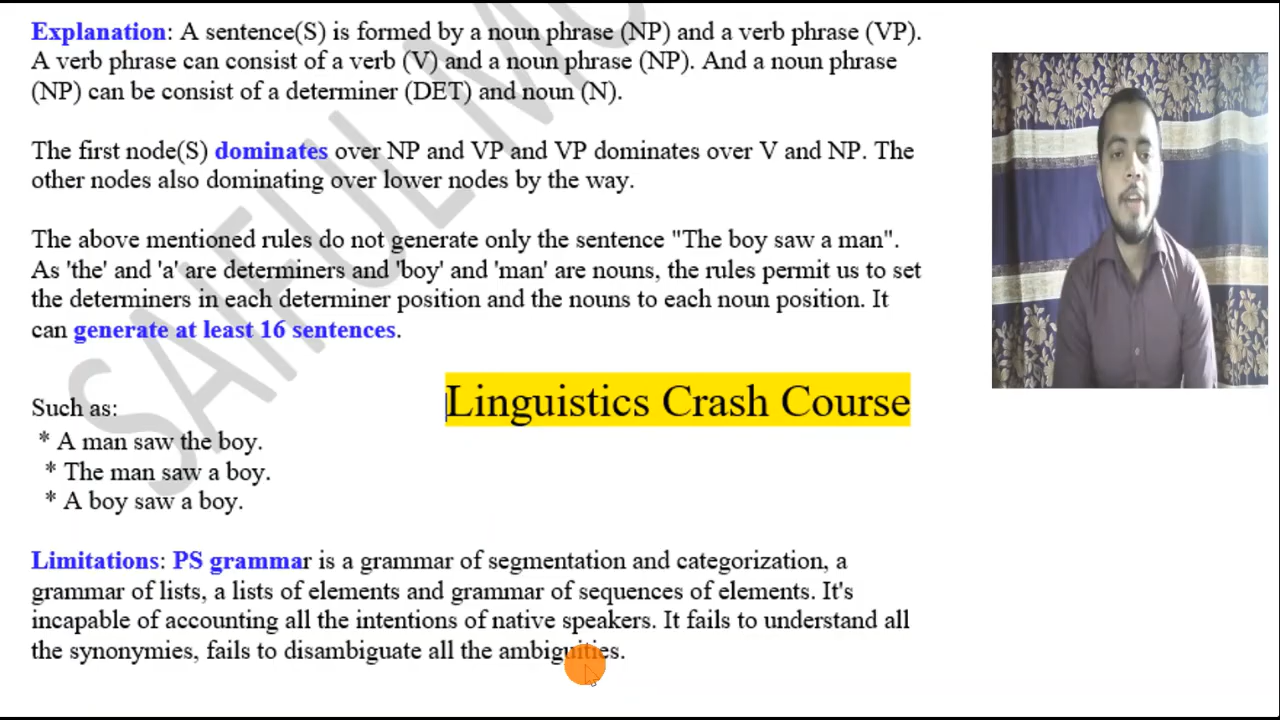 Explanation: A sentence(S) is formed by a noun phrase (NP) and a verb phrase (VP).
A verb phrase can consist of a verb (V) and a noun phrase (NP). And a noun phrase
(NP) can be consist of a determiner (DET) and noun (N).
The first node(S) dominates over NP and VP and VP dominates over V and NP. The
other nodes also dominating over lower nodes by the way.
The above mentioned rules do not generate only the sentence "The boy saw a man".
As 'the' and 'a' are determiners and 'boy' and 'man' are nouns, the rules permit us to set
the determiners in each determiner position and the nouns to each noun position. It
can generate at least 16 sentences.
Linguistics Crash Course
Such as:
* A man saw the boy.
* The man saw a boy.
* A boy saw a boy.
Limitations: PS grammar is a grammar of segmentation and categorization, a
grammar of lists, a lists of elements and grammar of sequences of elements. It's
incapable of accounting all the intentions of native speakers. It fails to understand all
the synonymies, fails to disambiguate all the ambiguities.
SAIFUL